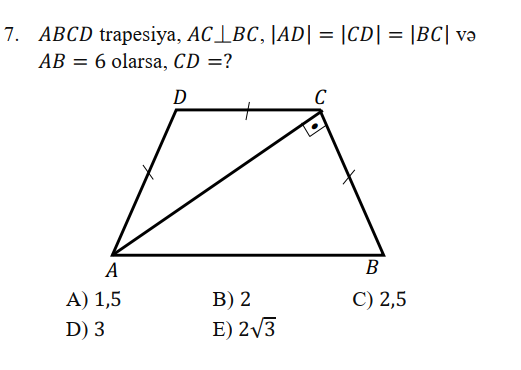 7. ABCD trapesiya, AC⊥BC, |AD| = |CD| = |BC| və
AB = 6 olarsa, CD =?
D C
A B
A) 1,5 B) 2 C) 2,5
D) 3 E) 2√3